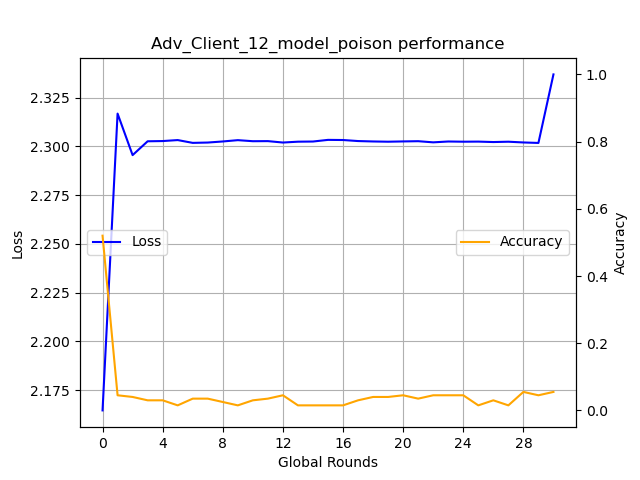 Adv_Client_12_model_poison performance
2.325
2.300
2.275
2.250
2.225
2.200
2.175
Loss
Loss
Accuracy
1.0
0.8
0.6
0.4
0.2
0.0
Accuracy
0 4 8 12 16 20 24 28
Global Rounds